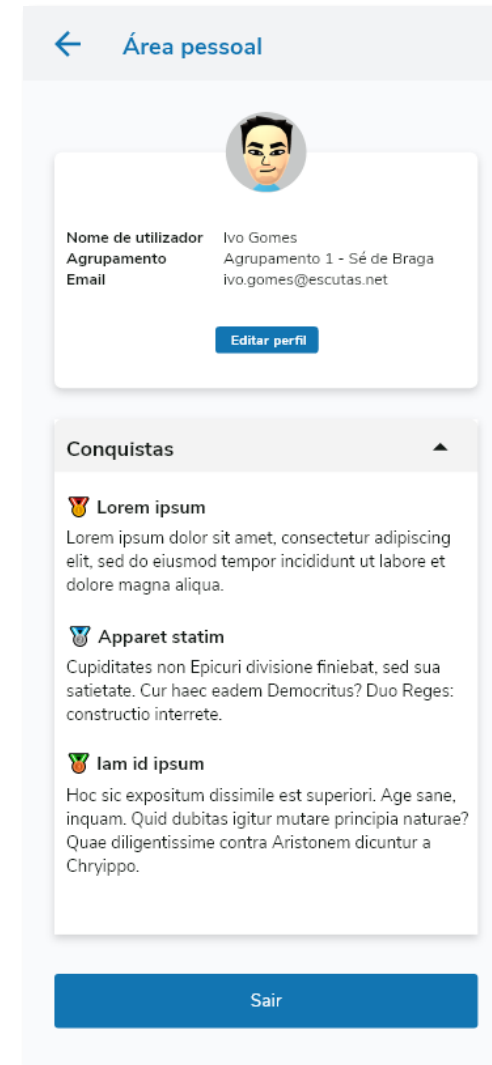 Área pessoal
Nome de utilizador Ivo Gomes
Agrupamento Agrupamento 1 - Sé de Braga
Email ivo.gomes@escutas.net
Editar perfil
Conquistas
Lorem ipsum
Lorem ipsum dolor sit amet, consectetur adipiscing
elit, sed do eiusmod tempor incididunt ut labore et
dolore magna aliqua.
Apparet statim
Cupiditates non Epicuri divisione finiebat, sed sua
satietate. Cur haec eadem Democritus? Duo Reges:
constructio interrete.
Iam id ipsum
Hoc sic expositum dissimile est superiori. Age sane,
inquam. Quid dubitas igitur mutare principia naturae?
Quae diligentissime contra Aristonem dicuntur a
Chryippo.
Sair